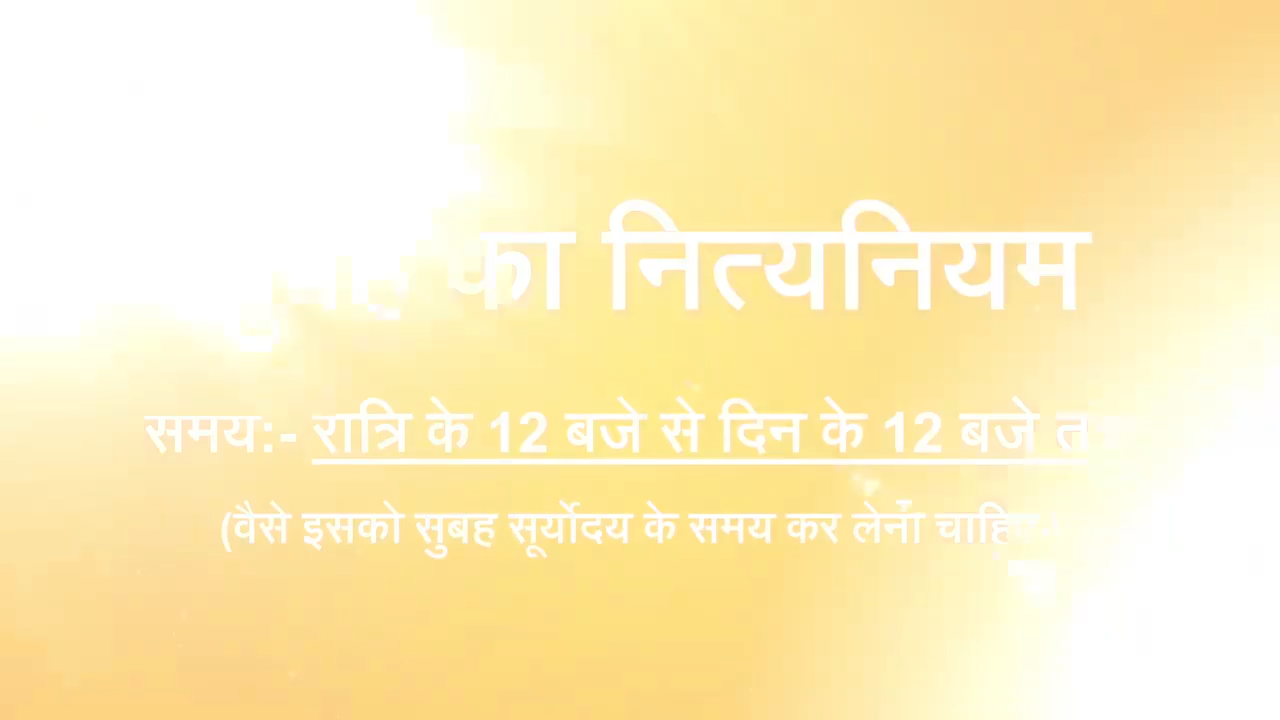 का नित्यनियम
समय:- रात्रि के 12 बजे से दिन के 12 बजे
(वैसे इसको सुबह सूर्योदय के समय कर लेना